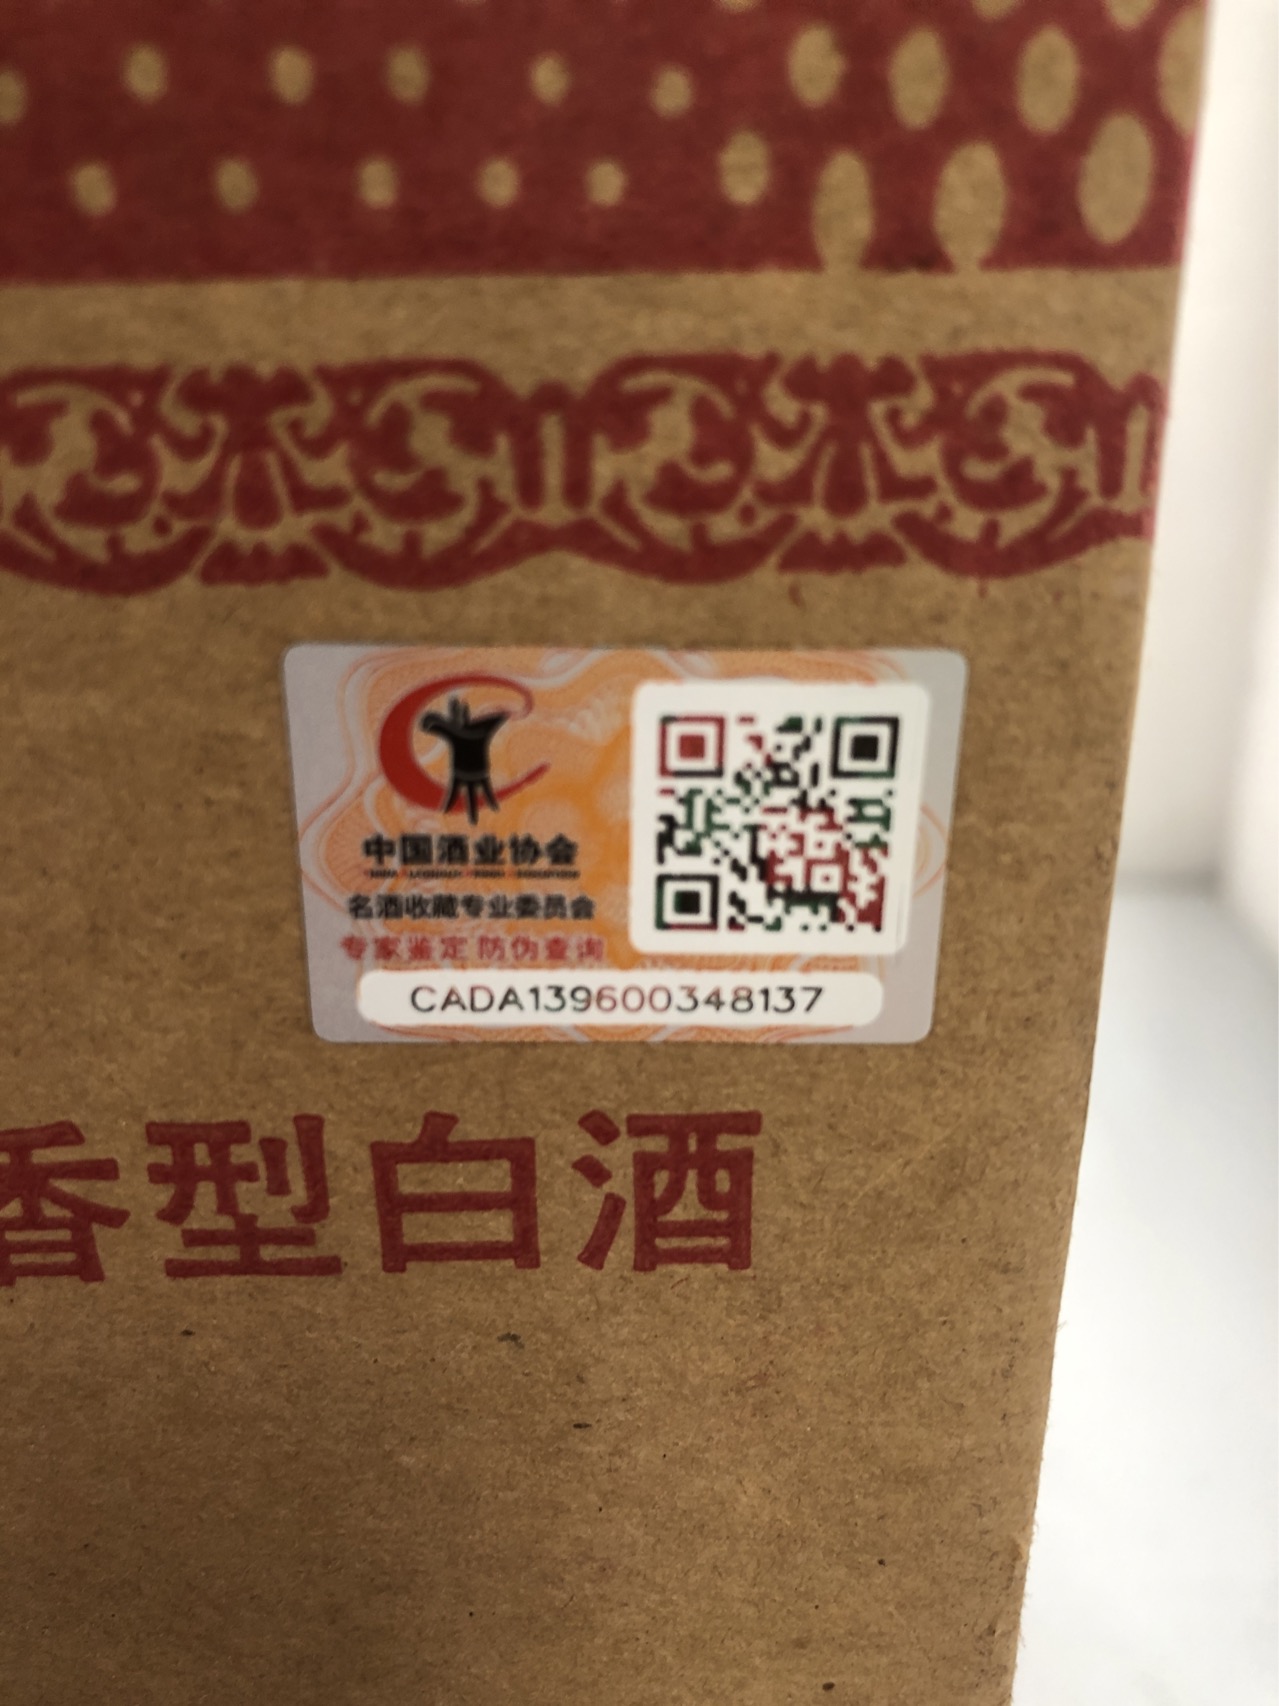 中国酒业协会
名酒收藏专业委员会
专家鉴定 防伪查询
CADA139600348137
香型白酒